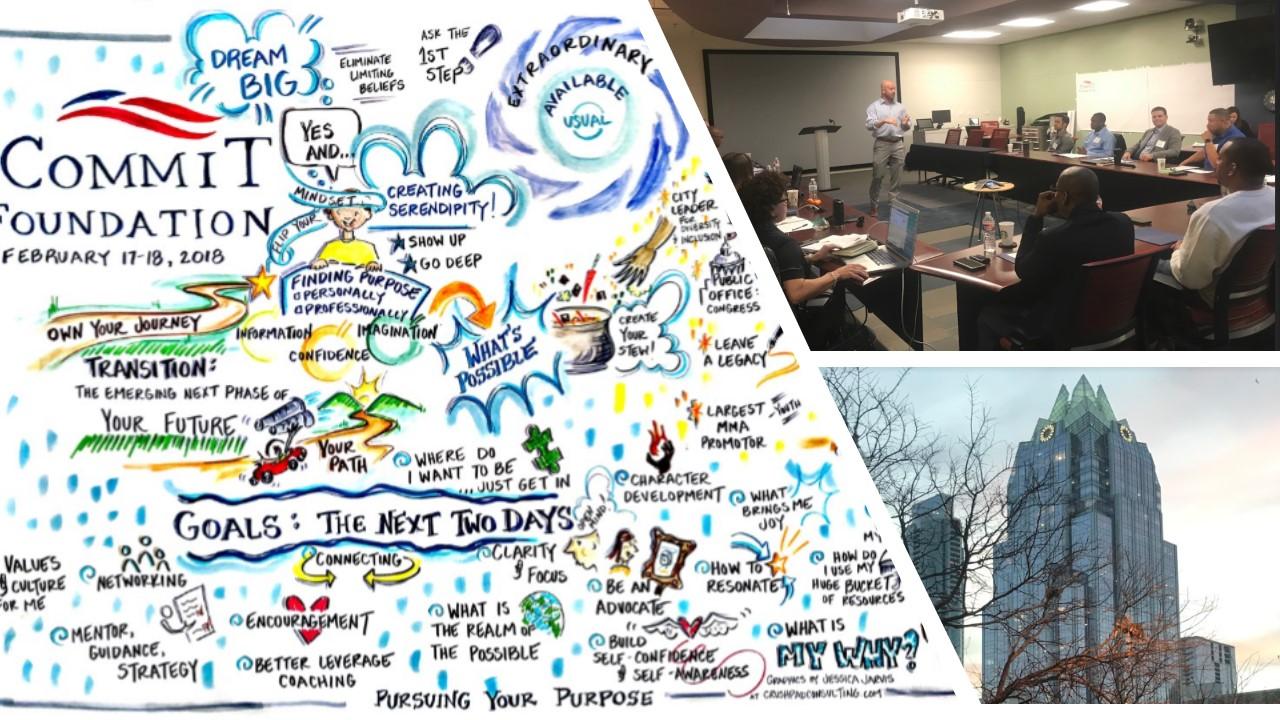 DREAM
BIG
ELIMINATE
LIMITING
BELIEFS
ASK THE
1ST
STEP
EXTRAORDINARY
AVAILABLE
USUAL
COMMIT
FOUNDATION
FEBRUARY 17-18, 2018
YES
AND...
FLIP YOUR MINDSET...
CREATING
SERENDIPITY!
SHOW UP
GO DEEP
FINDING PURPOSE
PERSONALLY
PROFESSIONALLY
OWN YOUR JOURNEY
INFORMATION
IMAGINATION
CONFIDENCE
WHAT'S
POSSIBLE
CREATE
YOUR
STEW!
CITY
LEADER
FOR
DIVERSITY
& INCLUSION
PUBLIC
OFFICE:
CONGRESS
LEAVE
A LEGACY
LARGEST
MMA
PROMOTOR
YOUTH
TRANSITION:
THE EMERGING NEXT PHASE OF
YOUR FUTURE
YOUR
PATH
WHERE DO
I WANT TO BE
...JUST GET IN
CHARACTER
DEVELOPMENT
WHAT
BRINGS ME
JOY
GOALS: THE NEXT TWO DAYS
VALUES
& CULTURE
FOR ME
NETWORKING
CONNECTING
CLARITY
& FOCUS
OPEN
MIND!
BE AN
ADVOCATE
HOW TO
RESONATE
MY
HOW DO
I USE MY
HUGE BUCKET
OF RESOURCES
MENTOR,
GUIDANCE,
STRATEGY
ENCOURAGEMENT
BETTER LEVERAGE
COACHING
WHAT IS
THE REALM OF
THE POSSIBLE
BUILD
SELF-CONFIDENCE
& SELF-AWARENESS
WHAT IS
MY WHY?
GRAPHICS BY JESSICA JARVIS
AT CRUSHPADCONSULTING.COM
PURSUING YOUR PURPOSE